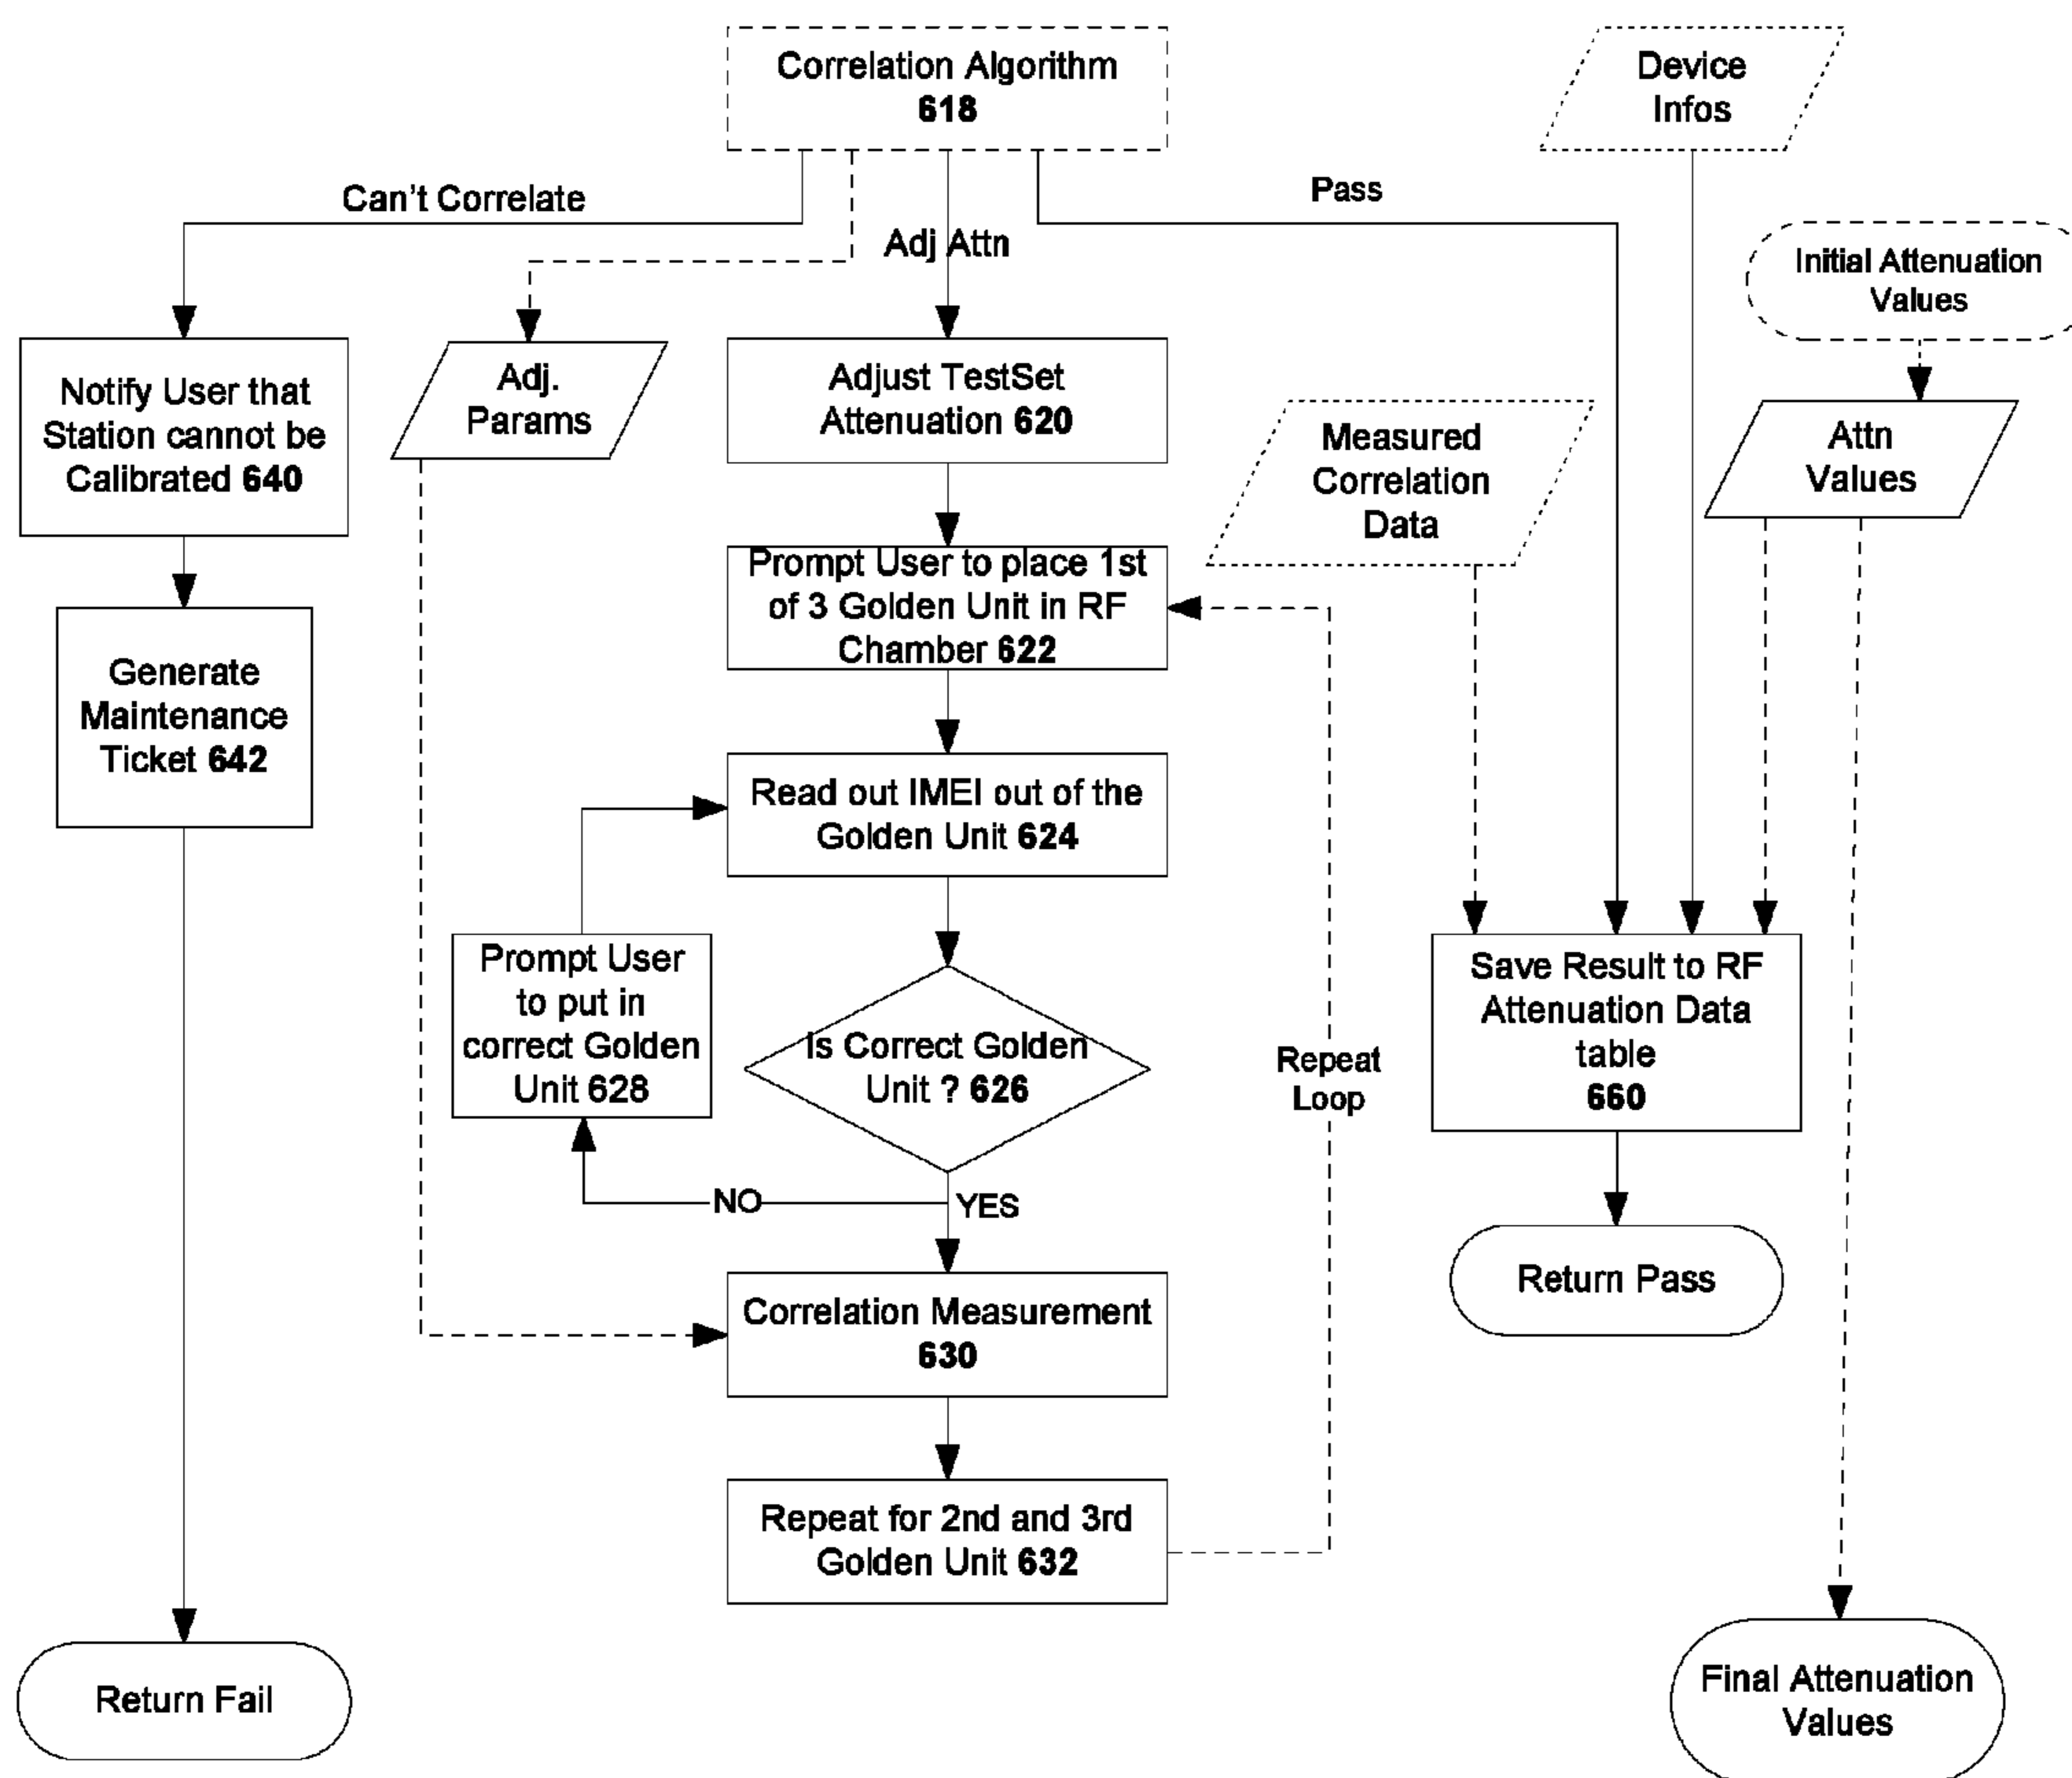 Correlation Algorithm
618
Device
Infos
Can't Correlate
Pass
Adj Attn
Initial Attenuation
Values
Notify User that
Station cannot be
Calibrated 640
Adj.
Params
Adjust TestSet
Attenuation 620
Measured
Correlation
Data
Attn
Values
Prompt User to place 1st
of 3 Golden Unit in RF
Chamber 622
Generate
Maintenance
Ticket 642
Read out IMEI out of the
Golden Unit 624
Prompt User
to put in
correct Golden
Unit 628
Is Correct Golden
Unit ? 626
Repeat
Loop
Save Result to RF
Attenuation Data
table
660
NO
YES
Return Pass
Correlation Measurement
630
Repeat for 2nd and 3rd
Golden Unit 632
Return Fail
Final Attenuation
Values